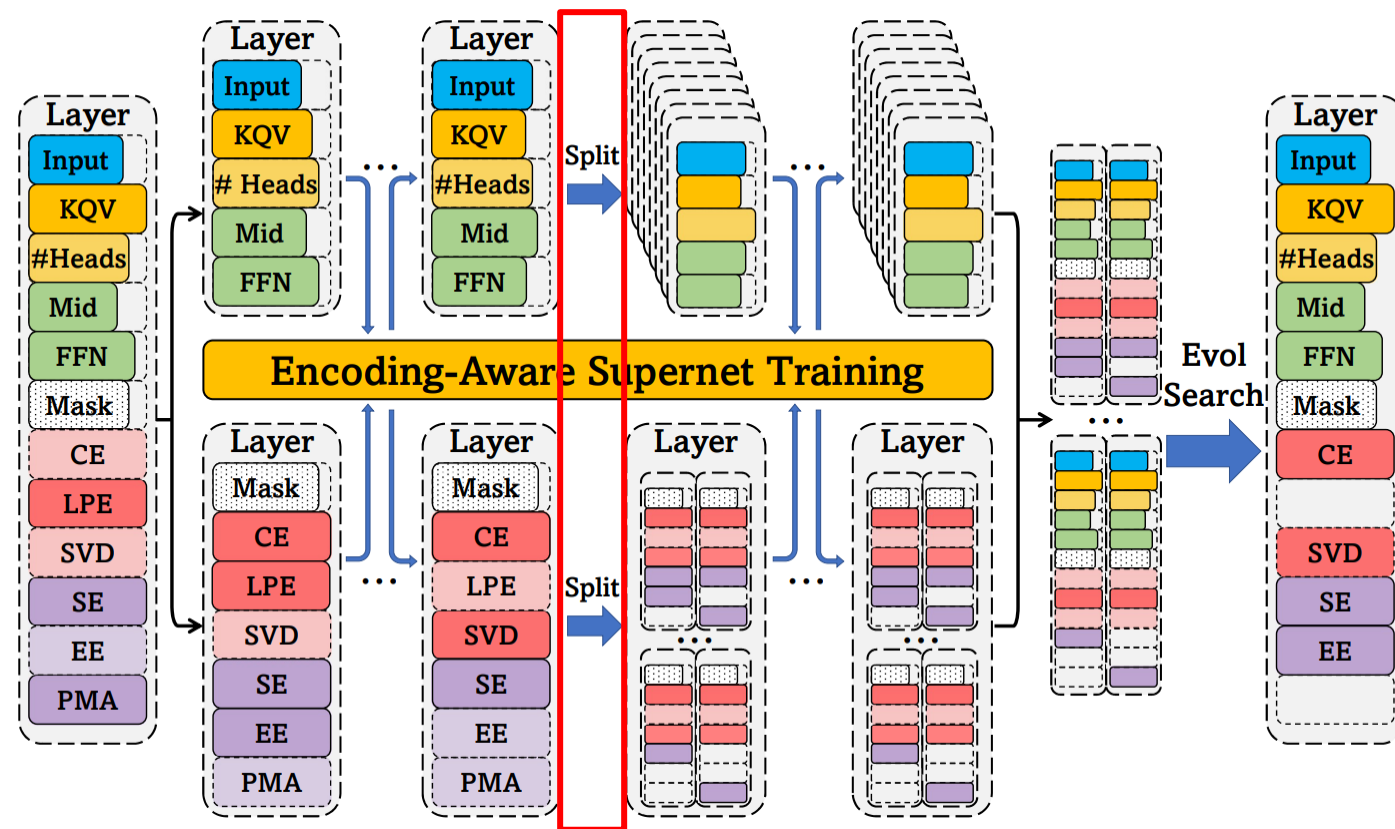 Layer
Input
KQV
#Heads
Mid
FFN
Mask
CE
LPE
SVD
SE
EE
PMA
Layer
Input
KQV
# Heads
Mid
FFN
...
Layer
Input
KQV
#Heads
Mid
FFN
Split
...
Encoding-Aware Supernet Training
Layer
Mask
CE
LPE
SVD
SE
EE
PMA
...
Layer
Mask
CE
LPE
SVD
SE
EE
PMA
Split
Layer
...
...
Layer
...
...
Evol
Search
Layer
Input
KQV
#Heads
Mid
FFN
Mask
CE
SVD
SE
EE